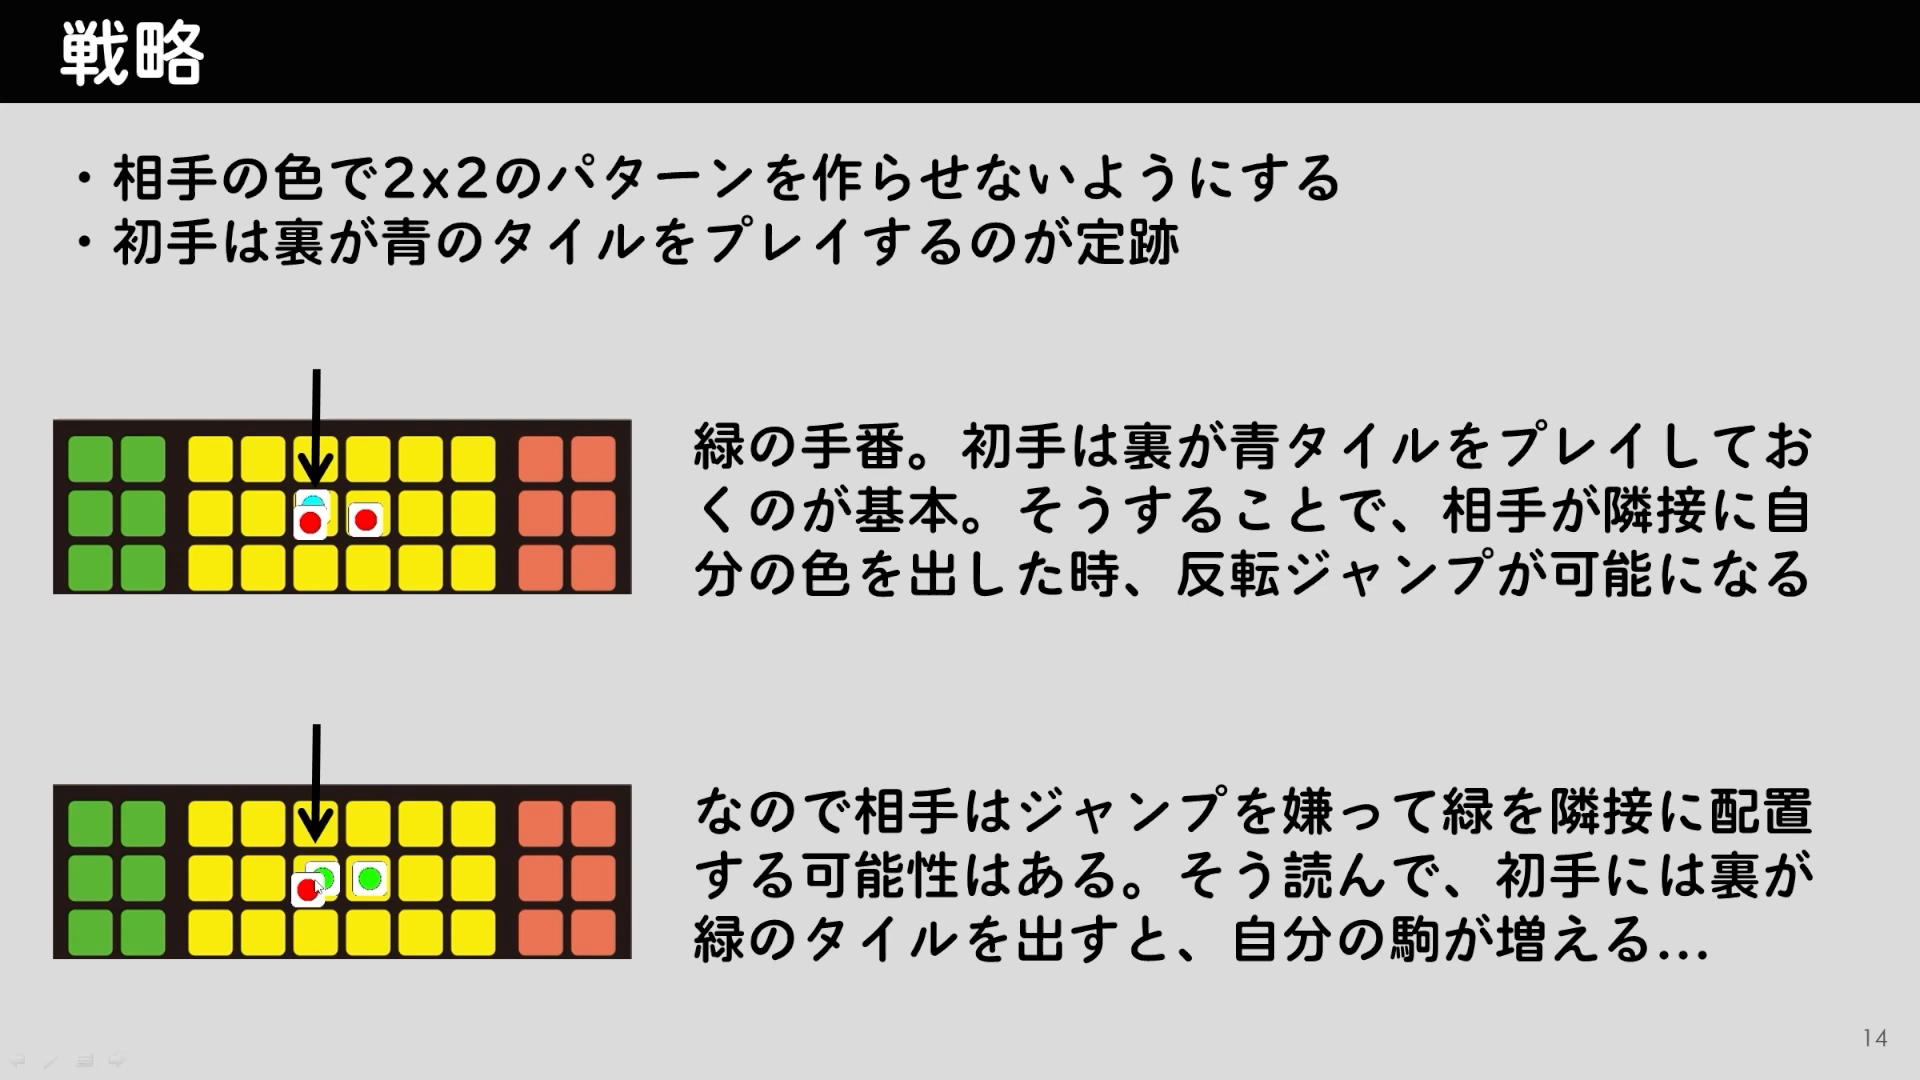 戦略
・相手の色で2x2のパターンを作らせないようにする
・初手は裏が青のタイルをプレイするのが定跡
緑の手番。初手は裏が青タイルをプレイしてお
くのが基本。そうすることで、相手が隣接に自
分の色を出した時、反転ジャンプが可能になる
なので相手はジャンプを嫌って緑を隣接に配置
する可能性はある。そう読んで、初手には裏が
緑のタイルを出すと、自分の駒が増える…
14